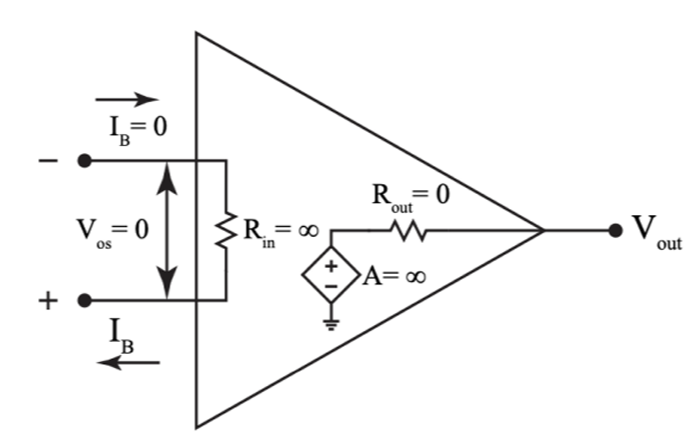 I_B = 0
−
V_os = 0
+
I_B
R_in = ∞
R_out = 0
+
−
A= ∞
V_out